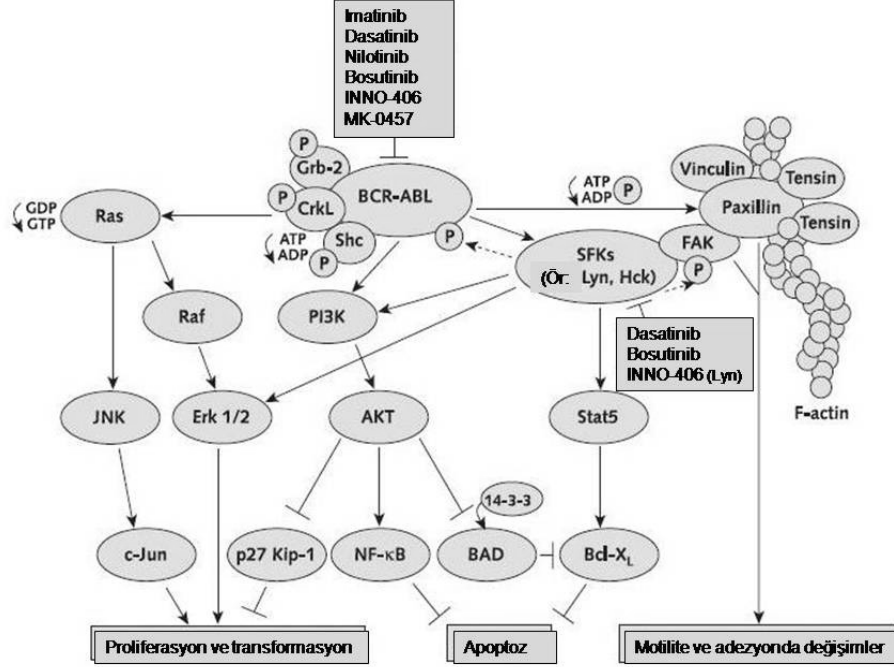 Imatinib
Dasatinib
Nilotinib
Bosutinib
INNO-406
MK-0457
P
Grb-2
P
CrkL
BCR-ABL
Shc
P
P
ATP
ADP
GDP
GTP
Ras
ATP
ADP
P
Vinculin
Tensin
Paxillin
Tensin
FAK
P
SFKs
(Ör: Lyn, Hck)
Raf
PI3K
Dasatinib
Bosutinib
INNO-406 (Lyn)
F-actin
JNK
Erk 1/2
AKT
Stat5
14-3-3
c-Jun
p27 Kip-1
NF-κB
BAD
Bcl-XL
Proliferasyon ve transformasyon
Apoptoz
Motilite ve adezyonda değişimler